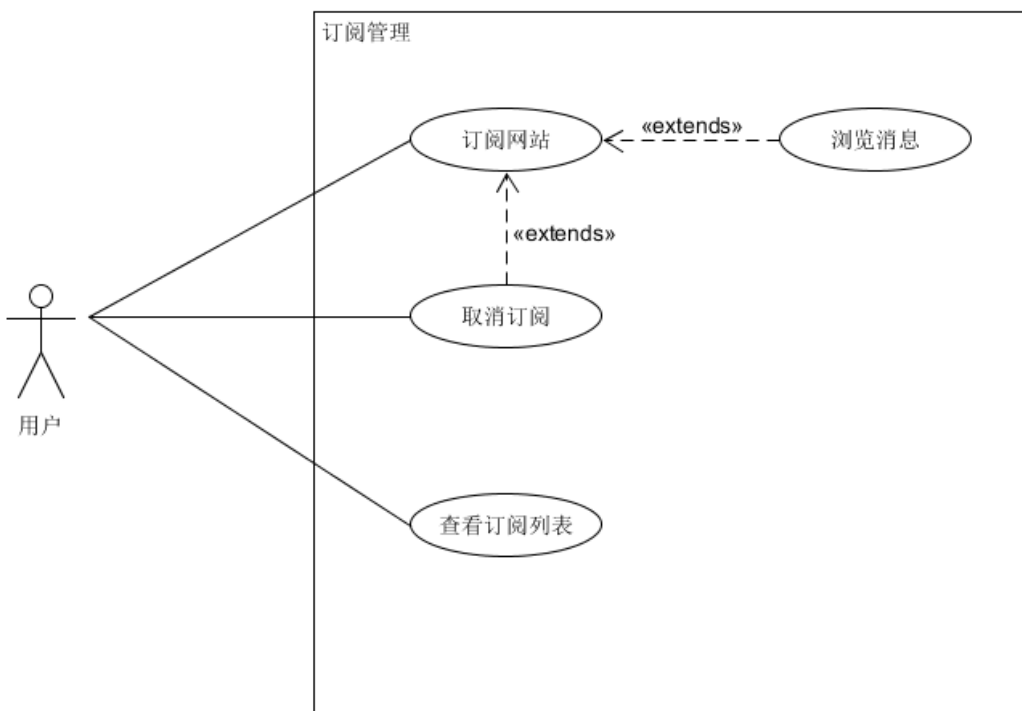 订阅管理
订阅网站
«extends»
浏览消息
«extends»
取消订阅
用户
查看订阅列表